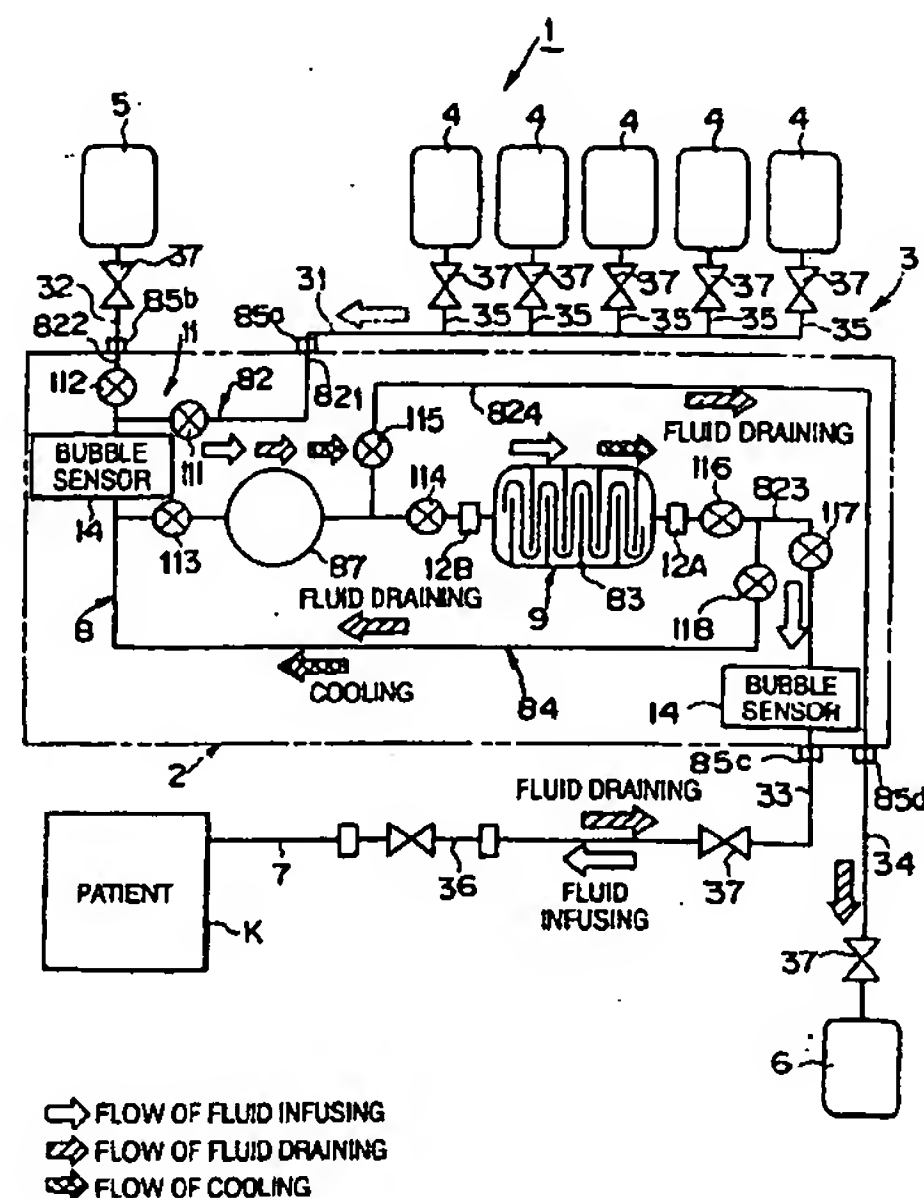 1
5
4 4 4 4 4
37
37 37 37 37 37
3
32
85b
31
822
11
85a
35 35 35 35 35
112
82
821
111
115
824
FLUID DRAINING
BUBBLE
SENSOR
114
116
823
14
117
113
87
12B
12A
FLUID DRAINING
9
83
118
8
COOLING
84
14
BUBBLE
SENSOR
2
85c
FLUID DRAINING
33
85d
PATIENT
7
36
37
34
FLUID
INFUSING
K
37
6
FLOW OF FLUID INFUSING
FLOW OF FLUID DRAINING
FLOW OF COOLING